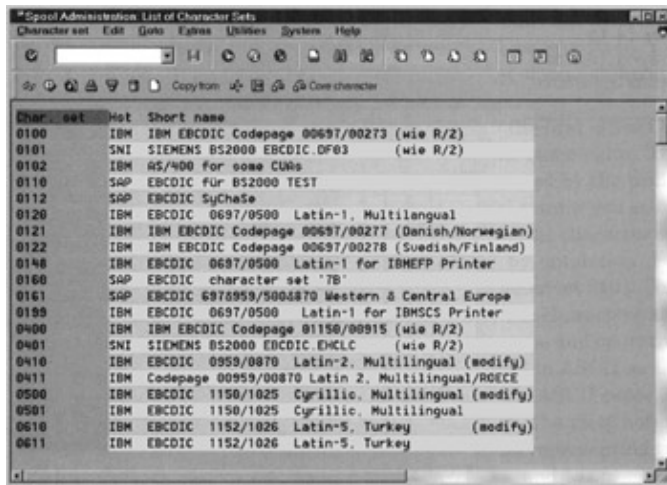 Spool Administration: List of Character Sets
Character set Edit Goto Extras Utilities System Help
Copy from Core character
Char. set Hst Short name
0100 IBM IBM EBCDIC Codepage 00697/00273 (wie R/2)
0101 SNI SIEMENS BS2000 EBCDIC.DF03 (wie R/2)
0102 IBM AS/400 for some CUAs
0110 SAP EBCDIC für BS2000 TEST
0112 SAP EBCDIC SyChaSe
0120 IBM EBCDIC 0697/0500 Latin-1, Multilangual
0121 IBM IBM EBCDIC Codepage 00697/00277 (Danish/Norwegian)
0122 IBM IBM EBCDIC Codepage 00697/00278 (Suedish/Finland)
0148 IBM EBCDIC 0687/0500 Latin-1 for IBMEFP Printer
0160 SAP EBCDIC character set '7B'
0161 SAP EBCDIC 697&959/500&870 Western & Central Europe
0199 IBM EBCDIC 0697/0500 Latin-1 for IBMSCS Printer
0400 IBM IBM EBCDIC Codepage 01150/00915 (wie R/2)
0401 SNI SIEMENS BS2000 EBCDIC.EHCLC (wie R/2)
0410 IBM EBCDIC 0959/0870 Latin-2, Multilingual (modify)
0411 IBM Codepage 00959/00870 Latin 2, Multilingual/ROECE
0500 IBM EBCDIC 1150/1025 Cyrillic, Multilingual (modify)
0501 IBM EBCDIC 1150/1025 Cyrillic, Multilingual
0610 IBM EBCDIC 1152/1026 Latin-5, Turkey (modify)
0611 IBM EBCDIC 1152/1026 Latin-5, Turkey